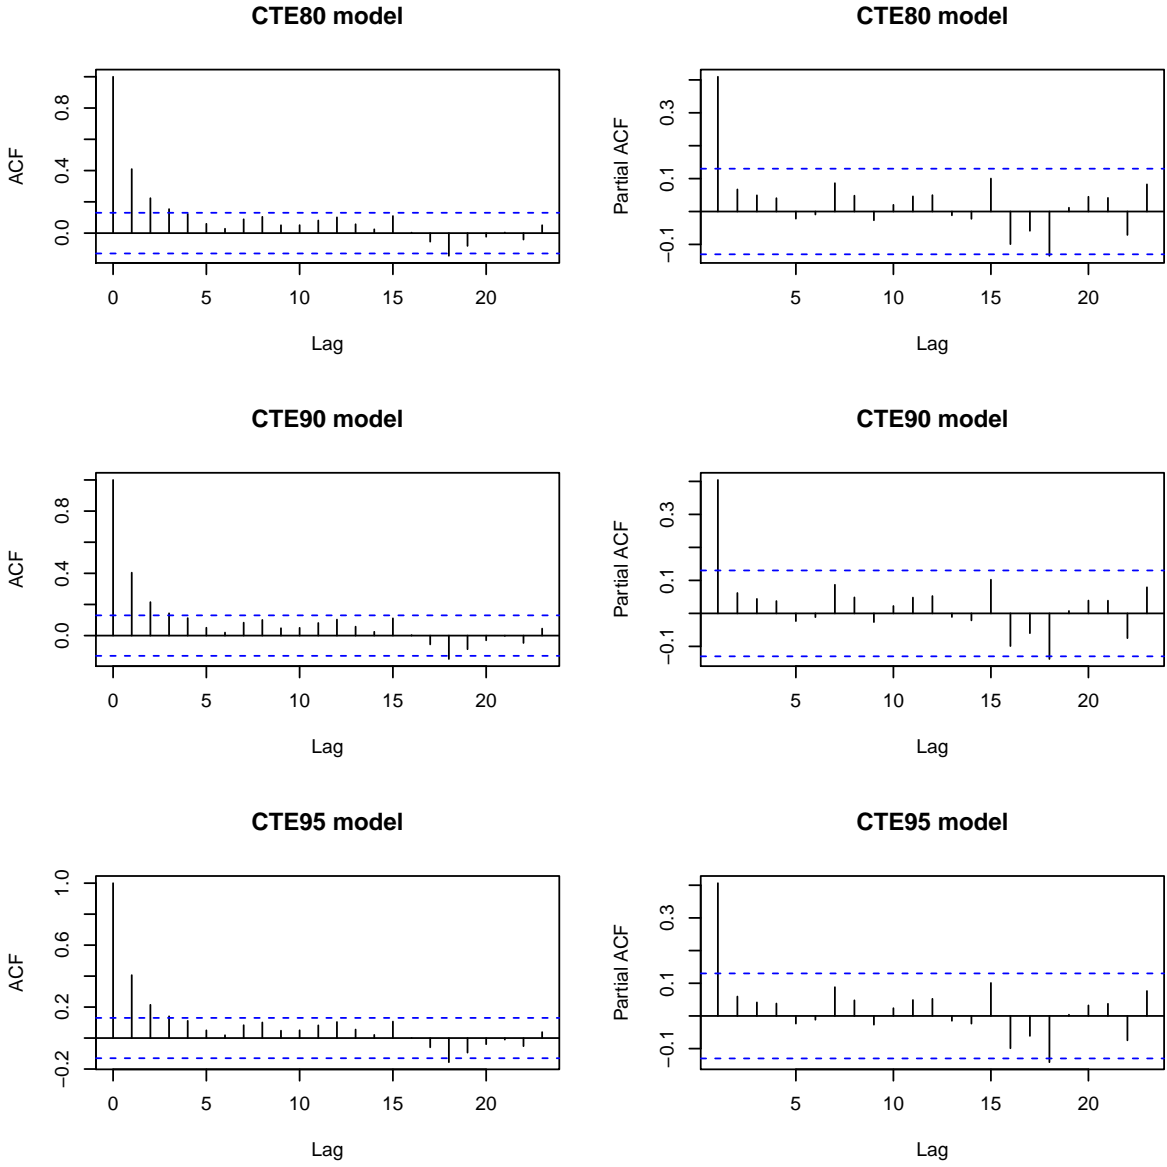 CTE80 model
ACF
0.0 0.4 0.8
0 5 10 15 20
Lag
CTE80 model
Partial ACF
−0.1 0.1 0.3
5 10 15 20
Lag
CTE90 model
ACF
0.0 0.4 0.8
0 5 10 15 20
Lag
CTE90 model
Partial ACF
−0.1 0.1 0.3
5 10 15 20
Lag
CTE95 model
ACF
−0.2 0.2 0.6 1.0
0 5 10 15 20
Lag
CTE95 model
Partial ACF
−0.1 0.1 0.3
5 10 15 20
Lag